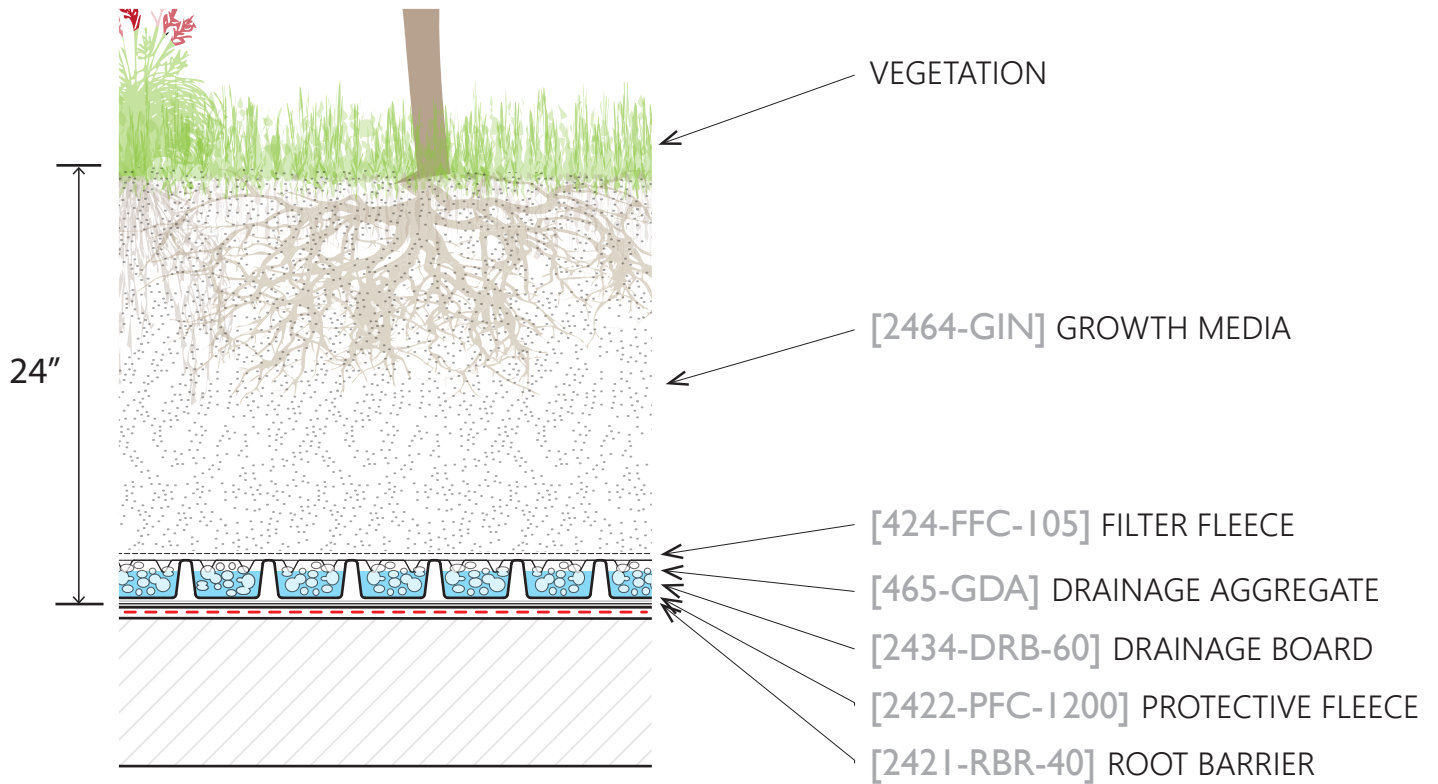 VEGETATION
24"
[2464-GIN] GROWTH MEDIA
[424-FFC-105] FILTER FLEECE
[465-GDA] DRAINAGE AGGREGATE
[2434-DRB-60] DRAINAGE BOARD
[2422-PFC-1200] PROTECTIVE FLEECE
[2421-RBR-40] ROOT BARRIER